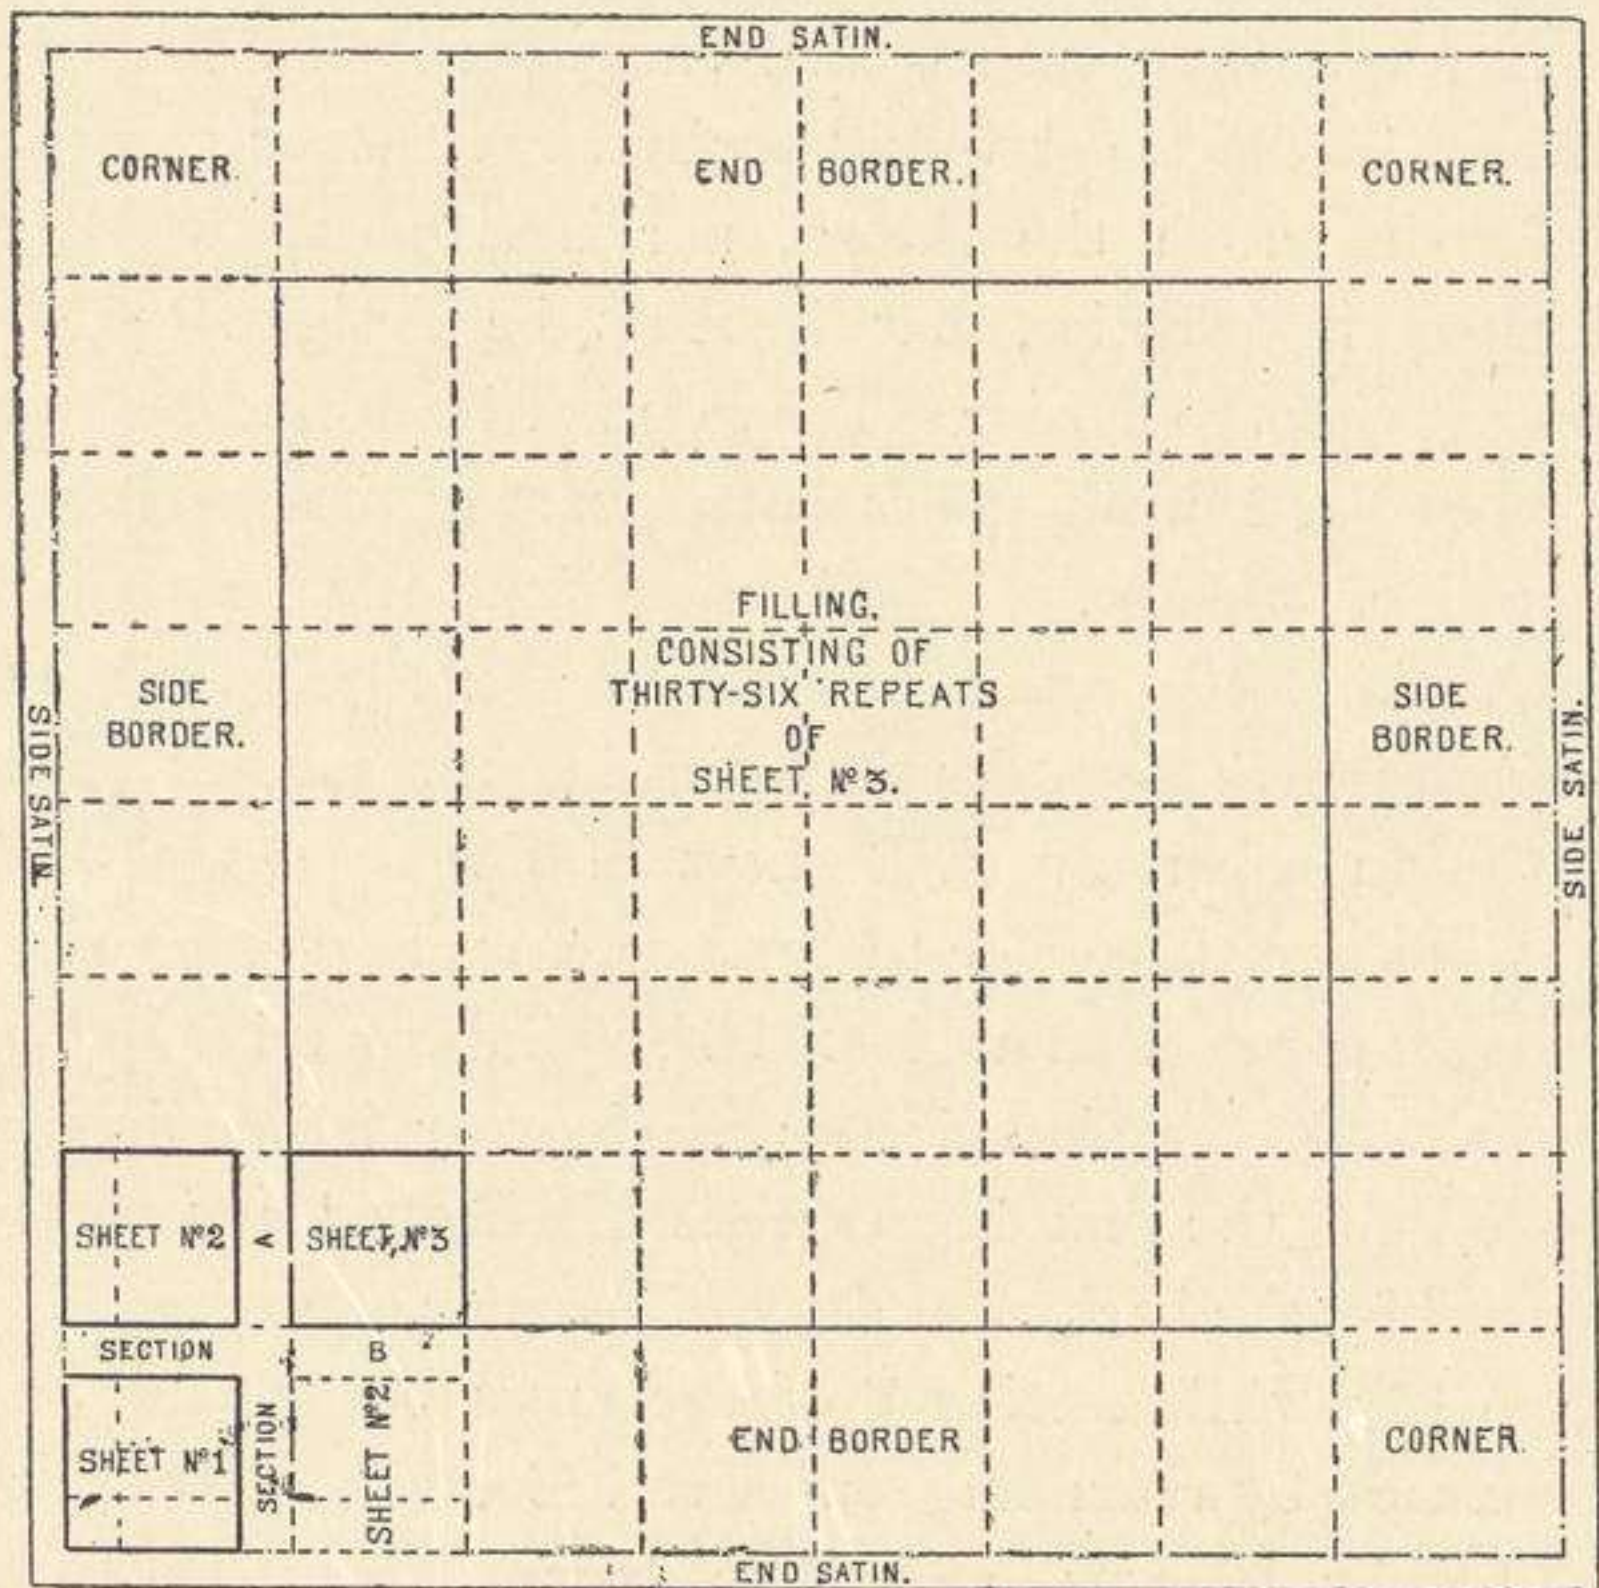 END SATIN.
CORNER.
END BORDER.
CORNER.
FILLING.
CONSISTING OF
THIRTY-SIX REPEATS
OF
SHEET Nº 3.
SIDE
BORDER.
SIDE
BORDER.
SIDE SATIN.
SIDE SATIN.
SHEET Nº2
A
SHEET, Nº3
SECTION
B
SHEET Nº1
SECTION
SHEET Nº2
END BORDER
CORNER.
END SATIN.